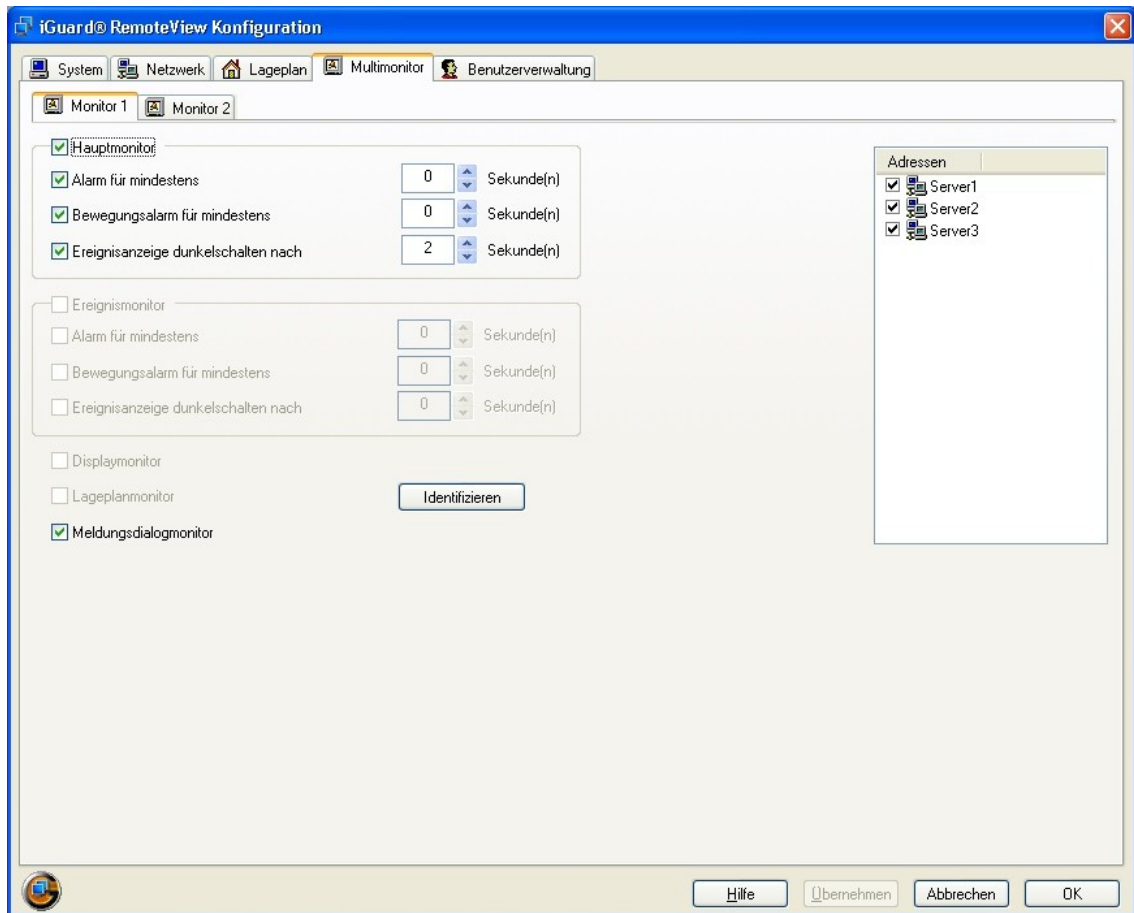 iGuard® RemoteView Konfiguration
System Netzwerk Lageplan Multimonitor Benutzerverwaltung
Monitor 1 Monitor 2
Hauptmonitor
Alarm für mindestens 0 Sekunde(n)
Bewegungsalarm für mindestens 0 Sekunde(n)
Ereignisanzeige dunkelschalten nach 2 Sekunde(n)
Ereignismonitor
Alarm für mindestens 0 Sekunde(n)
Bewegungsalarm für mindestens 0 Sekunde(n)
Ereignisanzeige dunkelschalten nach 0 Sekunde(n)
Displaymonitor
Lageplanmonitor Identifizieren
Meldungsdialogmonitor
Adressen
Server1
Server2
Server3
Hilfe Übernehmen Abbrechen OK